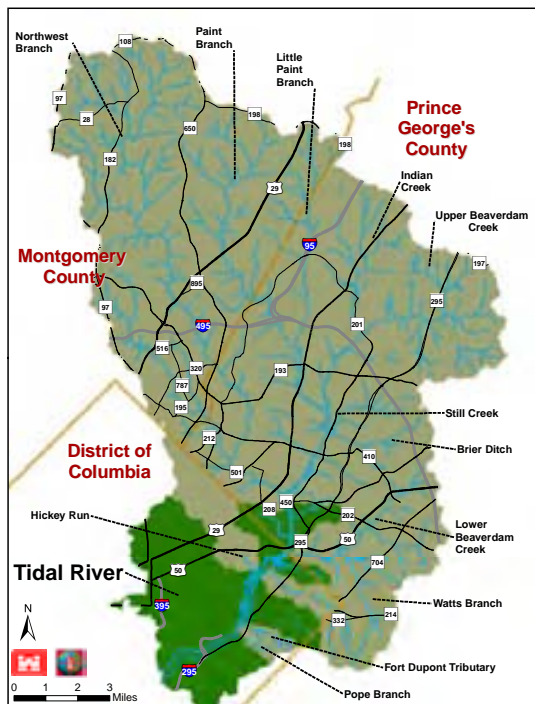 Northwest
Branch
Paint
Branch
Little
Paint
Branch
Prince
George's
County
Indian
Creek
Upper Beaverdam
Creek
Montgomery
County
Still Creek
Brier Ditch
District of
Columbia
Hickey Run
Lower
Beaverdam
Creek
Tidal River
Watts Branch
Fort Dupont Tributary
Pope Branch
N
0 1 2 3
Miles
108
97
28
182
650
198
198
29
95
197
295
97
895
495
201
516
320
193
787
195
212
501
410
208
450
202
29
295
50
50
704
395
332
214
295